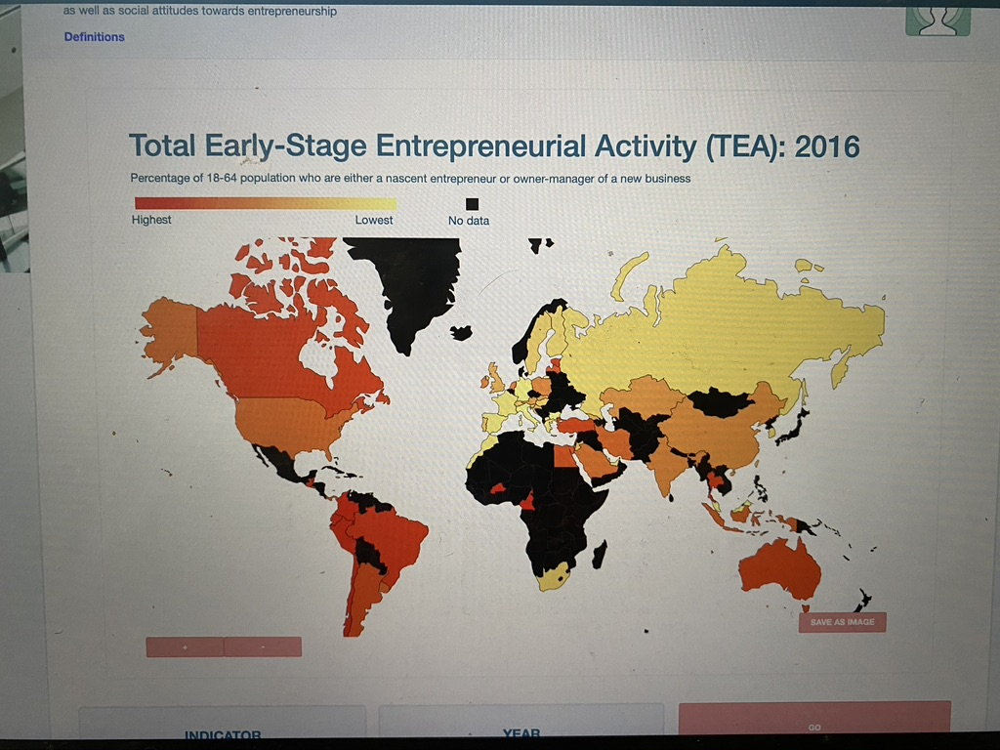 as well as social attitudes towards entrepreneurship
Definitions
Total Early-Stage Entrepreneurial Activity (TEA): 2016
Percentage of 18-64 population who are either a nascent entrepreneur or owner-manager of a new business
Highest
Lowest
No data
SAVE AS IMAGE
+
-
INDICATOR
YEAR
GO